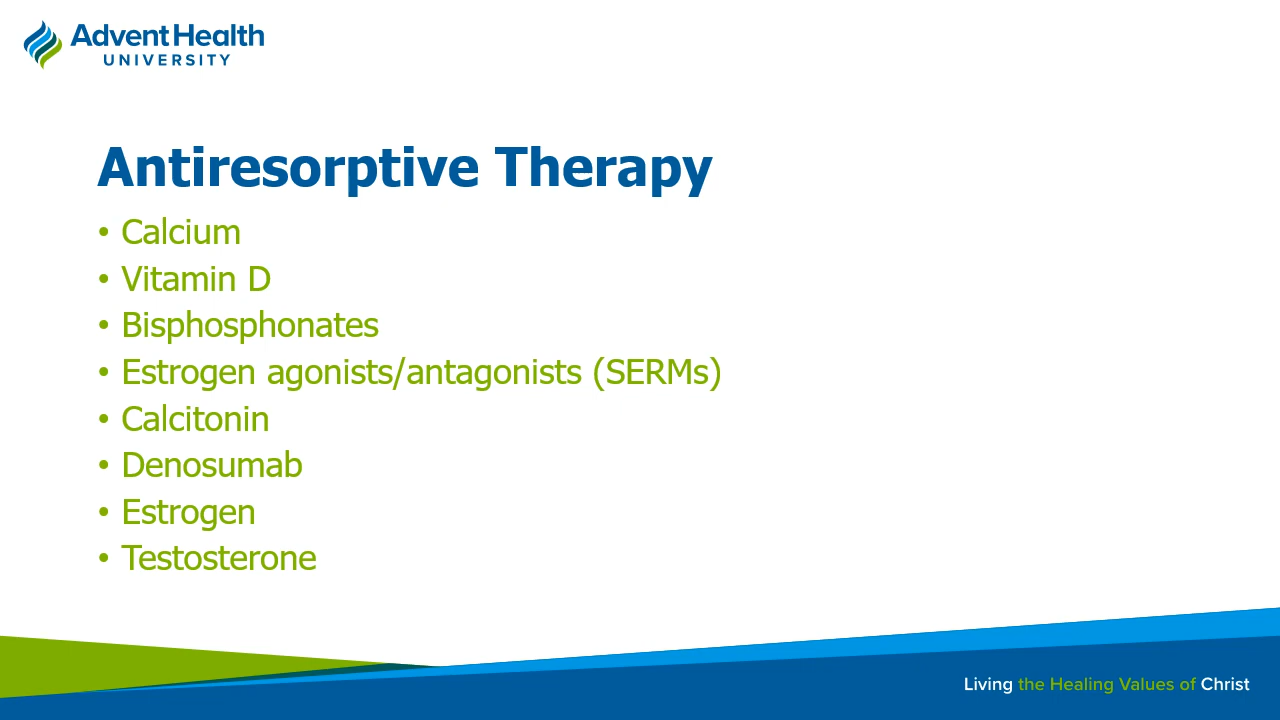 AdventHealth
UNIVERSITY
Antiresorptive Therapy
• Calcium
• Vitamin D
• Bisphosphonates
• Estrogen agonists/antagonists (SERMs)
• Calcitonin
• Denosumab
• Estrogen
• Testosterone
Living the Healing Values of Christ